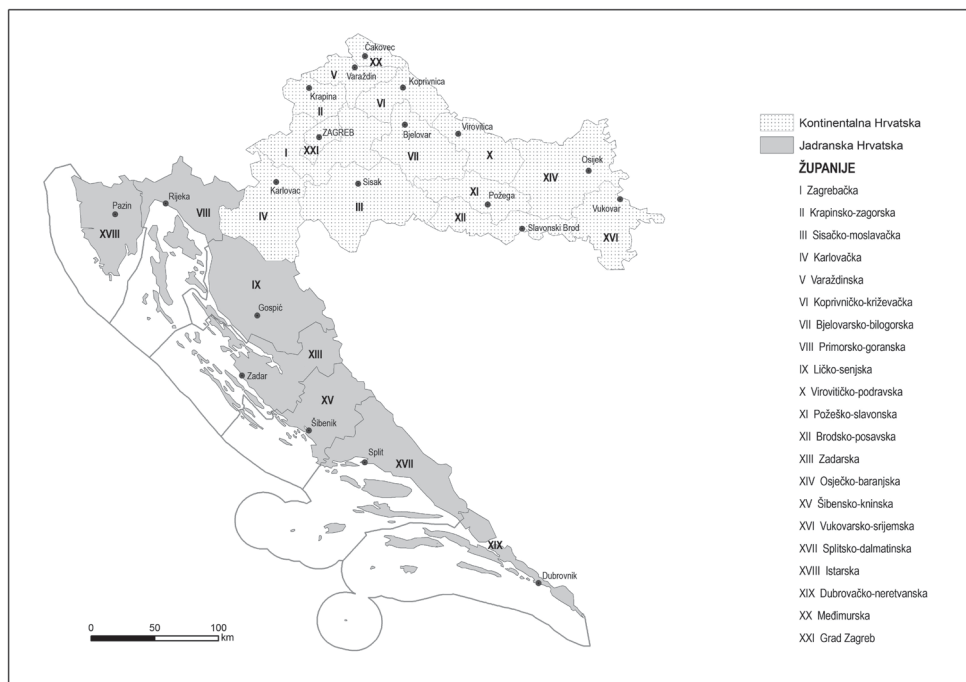 Čakovec
XX
V
Varaždin
Koprivnica
Krapina
VI
II
ZAGREB
Bjelovar
Virovitica
I
XXI
VII
X
Osijek
XIV
Karlovac
Sisak
XI
Požega
Rijeka
Pazin
VIII
IV
III
XII
Vukovar
XVIII
Slavonski Brod
XVI
IX
Gospić
XIII
Zadar
XV
Šibenik
Split
XVII
XIX
Dubrovnik
0 50 100
km
Kontinentalna Hrvatska
Jadranska Hrvatska
ŽUPANIJE
I Zagrebačka
II Krapinsko-zagorska
III Sisačko-moslavačka
IV Karlovačka
V Varaždinska
VI Koprivničko-križevačka
VII Bjelovarsko-bilogorska
VIII Primorsko-goranska
IX Ličko-senjska
X Virovitičko-podravska
XI Požeško-slavonska
XII Brodsko-posavska
XIII Zadarska
XIV Osječko-baranjska
XV Šibensko-kninska
XVI Vukovarsko-srijemska
XVII Splitsko-dalmatinska
XVIII Istarska
XIX Dubrovačko-neretvanska
XX Međimurska
XXI Grad Zagreb